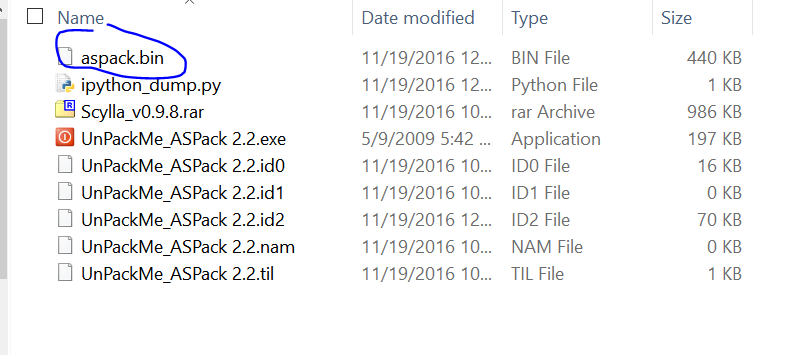 Name Date modified Type Size
aspack.bin 11/19/2016 12... BIN File 440 KB
ipython_dump.py 11/19/2016 12... Python File 1 KB
Scylla_v0.9.8.rar 11/19/2016 10... rar Archive 986 KB
UnPackMe_ASPack 2.2.exe 5/9/2009 5:42 ... Application 197 KB
UnPackMe_ASPack 2.2.id0 11/19/2016 10... ID0 File 16 KB
UnPackMe_ASPack 2.2.id1 11/19/2016 10... ID1 File 0 KB
UnPackMe_ASPack 2.2.id2 11/19/2016 12... ID2 File 70 KB
UnPackMe_ASPack 2.2.nam 11/19/2016 10... NAM File 0 KB
UnPackMe_ASPack 2.2.til 11/19/2016 10... TIL File 1 KB